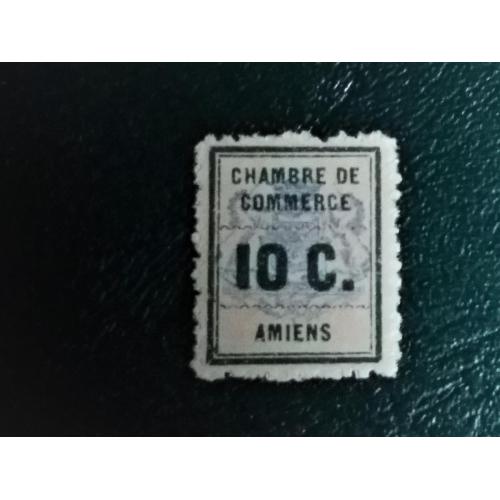 CHAMBRE DE
COMMERCE
10 C.
AMIENS